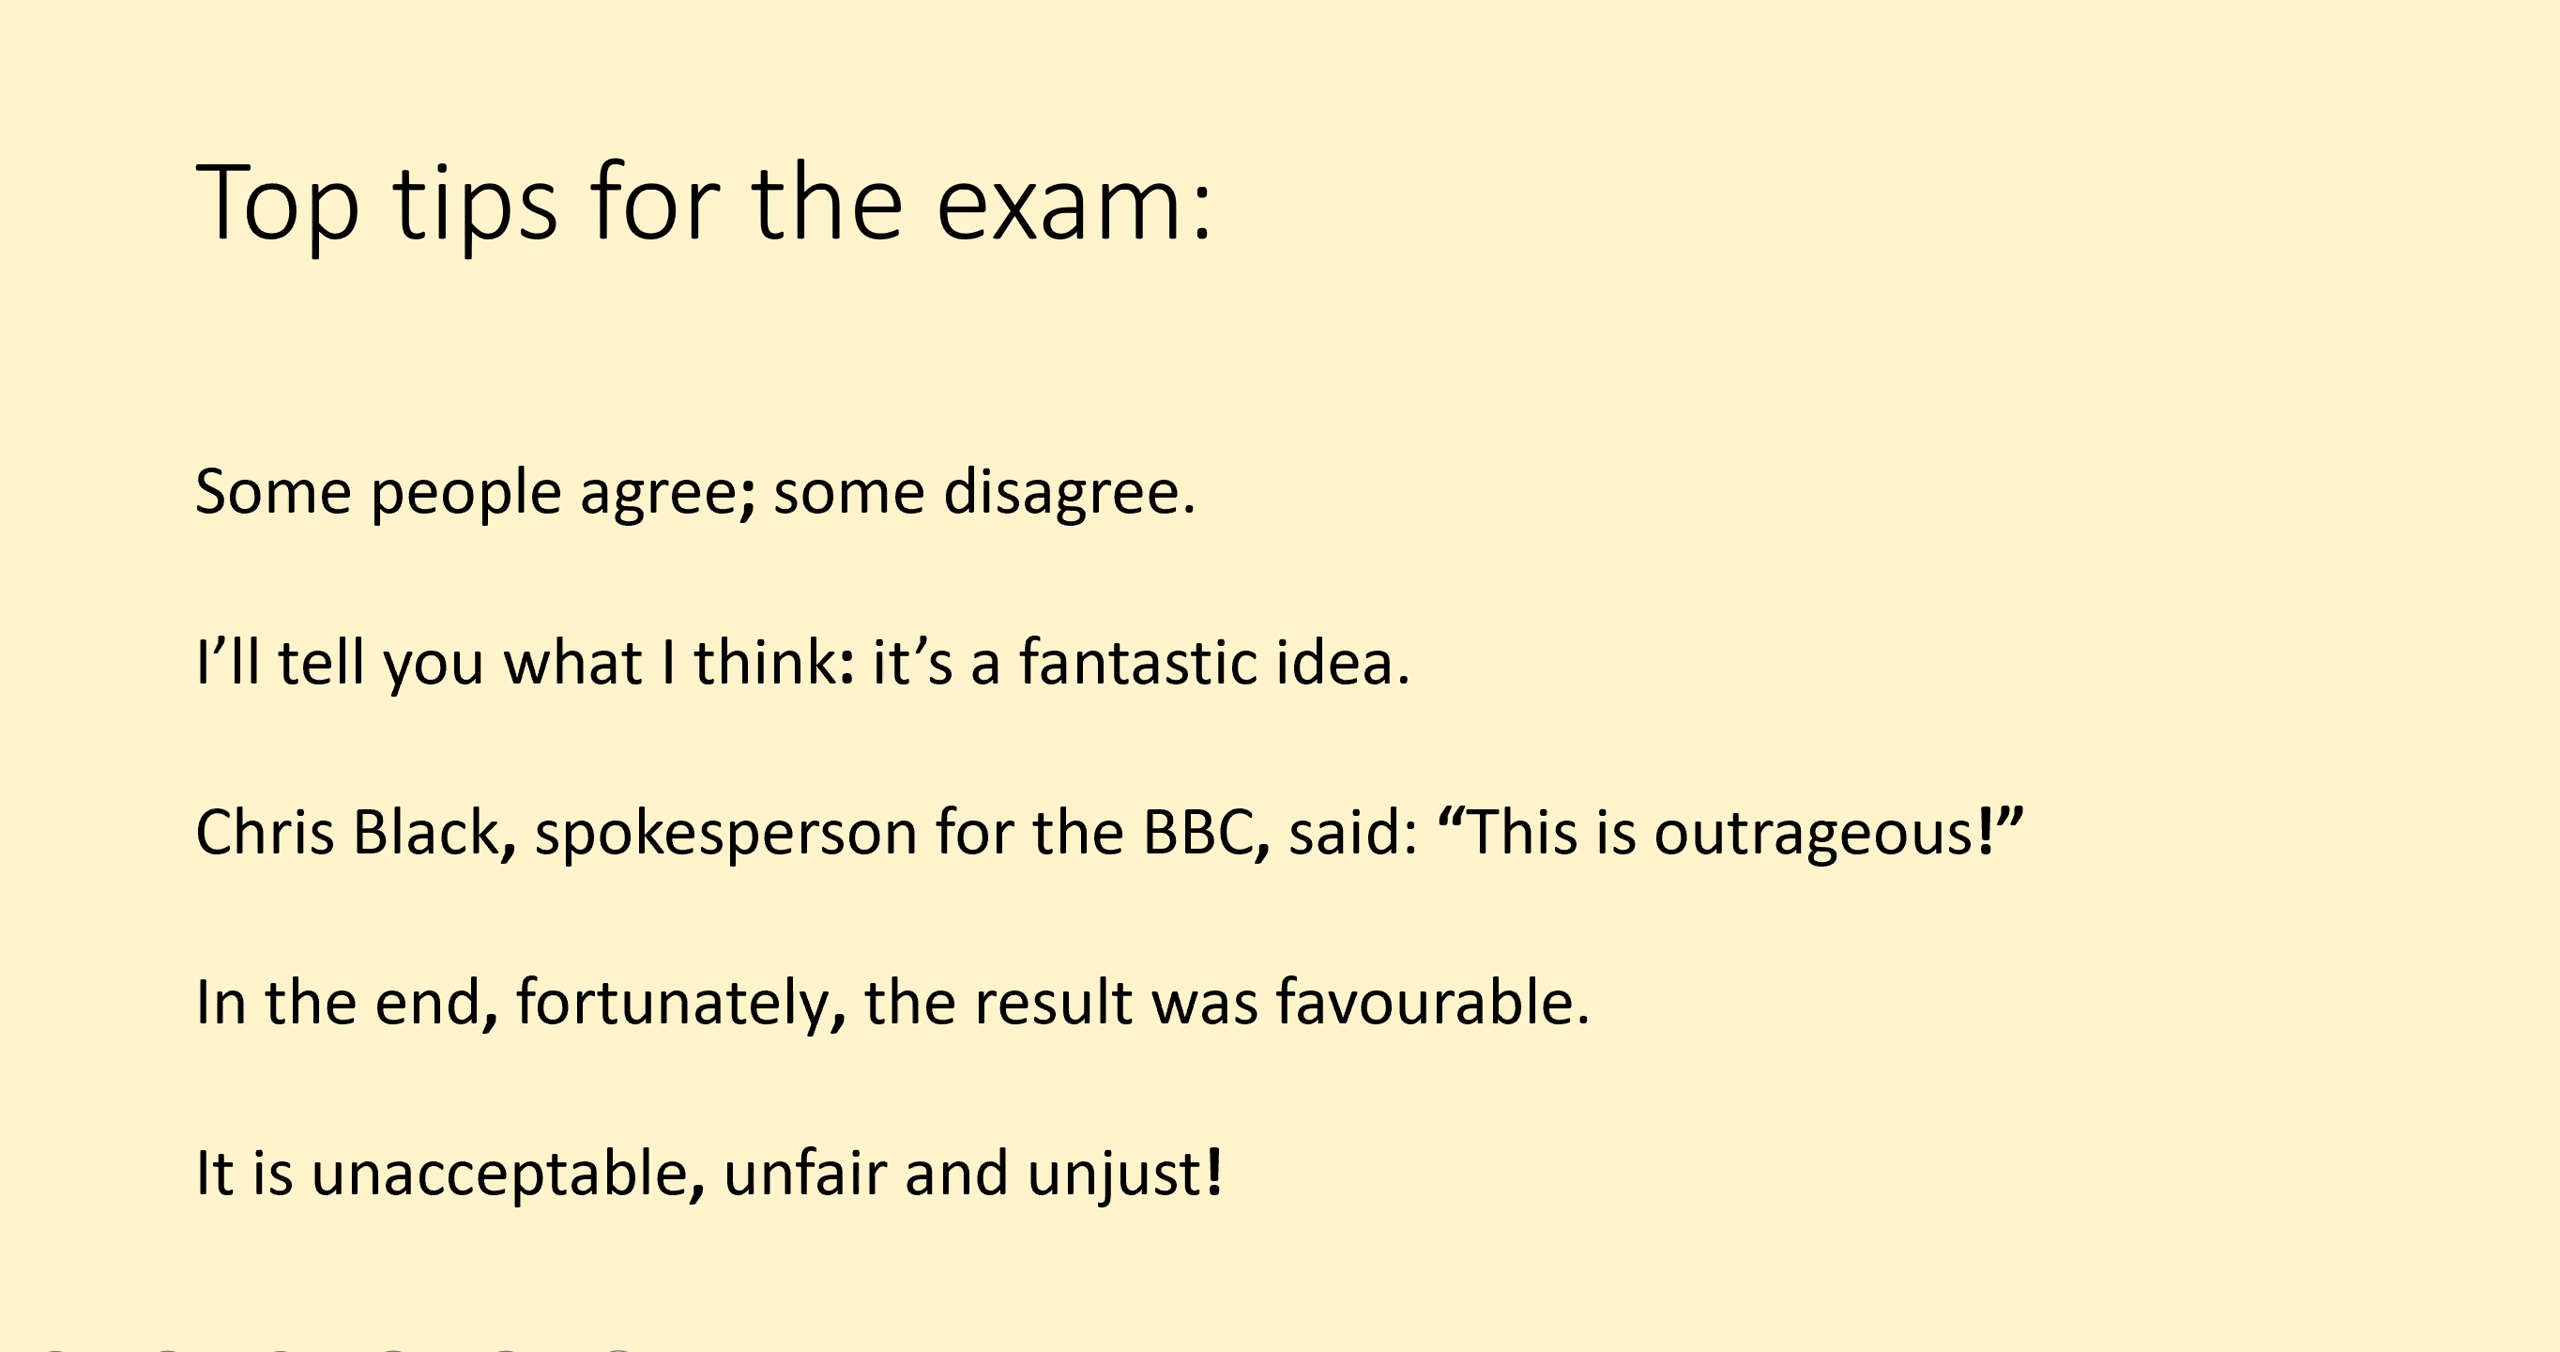 Top tips for the exam:
Some people agree; some disagree.
I’ll tell you what I think: it’s a fantastic idea.
Chris Black, spokesperson for the BBC, said: “This is outrageous!”
In the end, fortunately, the result was favourable.
It is unacceptable, unfair and unjust!